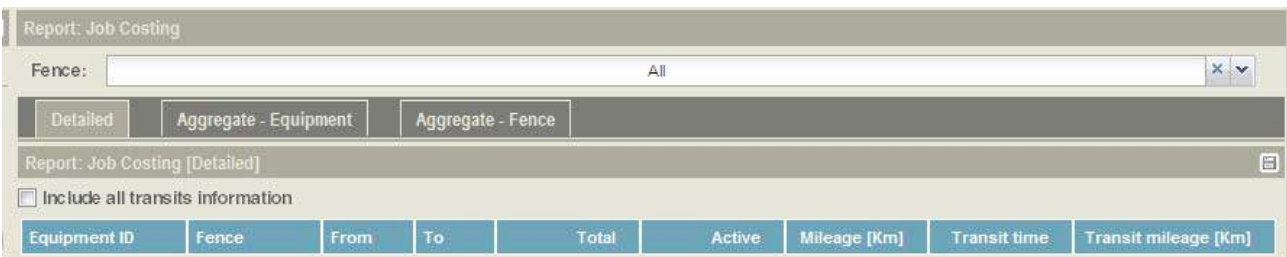 Report: Job Costing
Fence: All
Detailed Aggregate - Equipment Aggregate - Fence
Report: Job Costing [Detailed]
Include all transits information
Equipment ID Fence From To Total Active Mileage [Km] Transit time Transit mileage [Km]